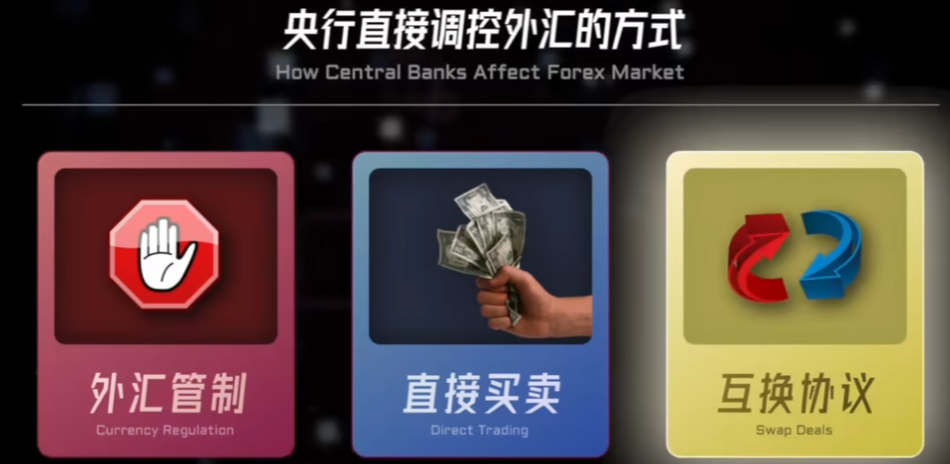 央行直接调控外汇的方式
How Central Banks Affect Forex Market
外汇管制
Currency Regulation
直接买卖
Direct Trading
互换协议
Swap Deals